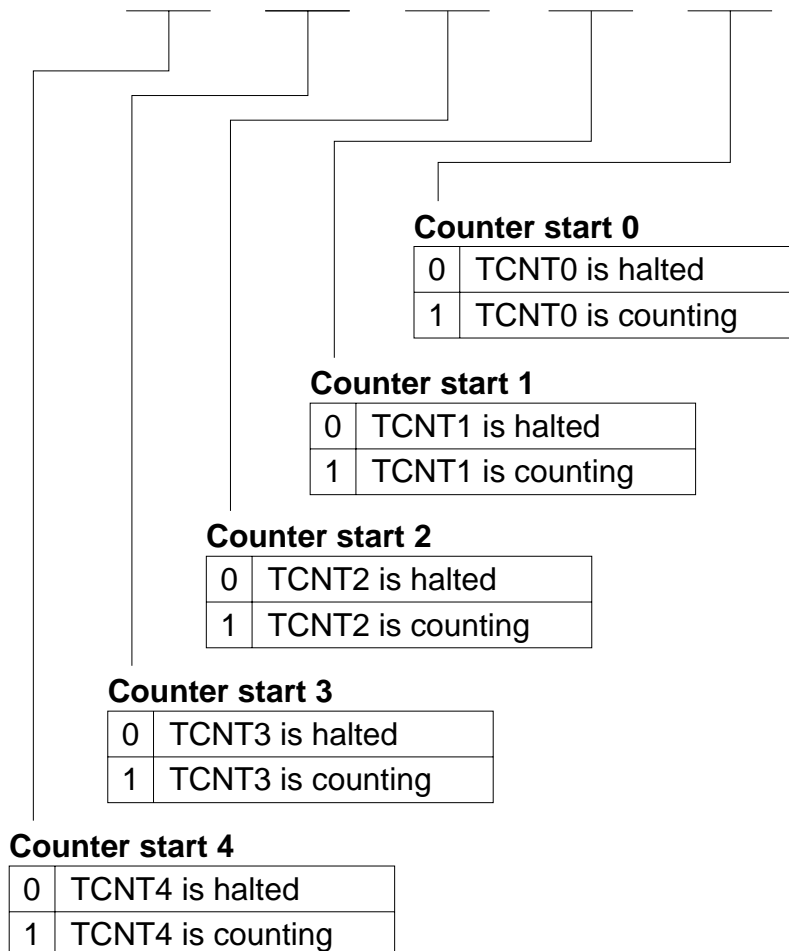 Counter start 0
0 TCNT0 is halted
1 TCNT0 is counting
Counter start 1
0 TCNT1 is halted
1 TCNT1 is counting
Counter start 2
0 TCNT2 is halted
1 TCNT2 is counting
Counter start 3
0 TCNT3 is halted
1 TCNT3 is counting
Counter start 4
0 TCNT4 is halted
1 TCNT4 is counting